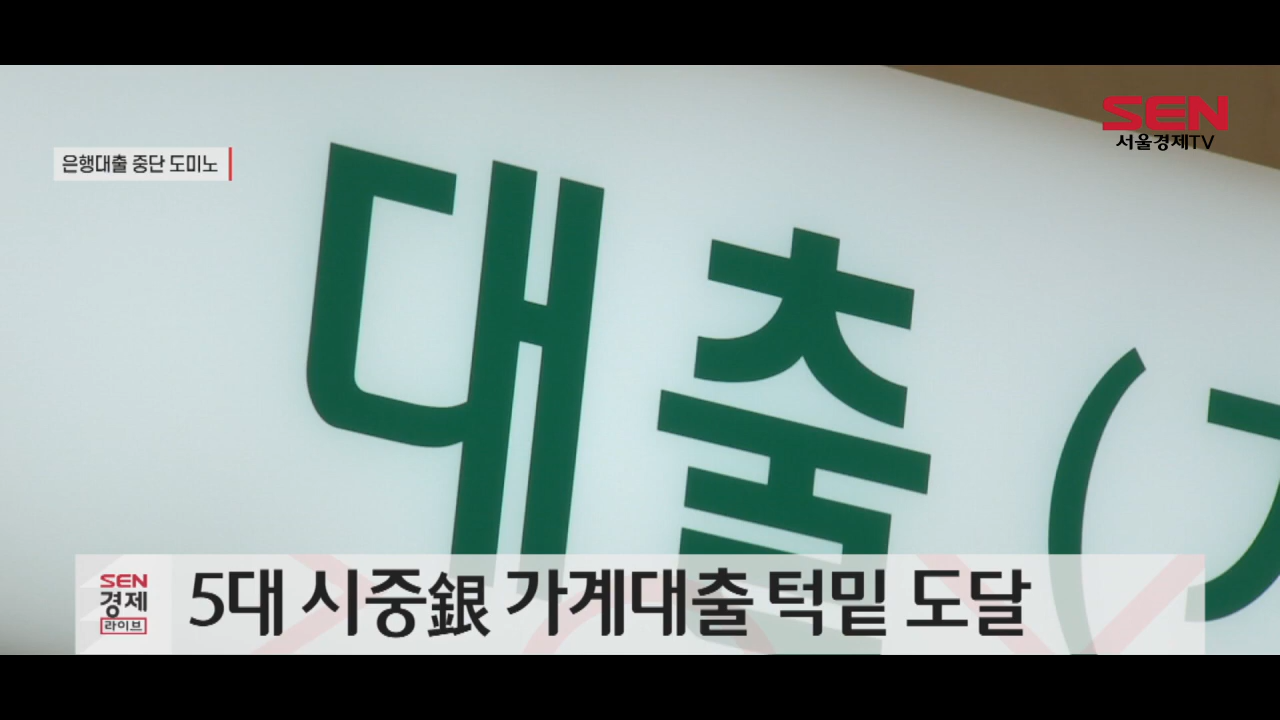 SEN
서울경제TV
은행대출 중단 도미노
대출(
SEN
경제
라이브
5대 시중銀 가계대출 턱밑 도달